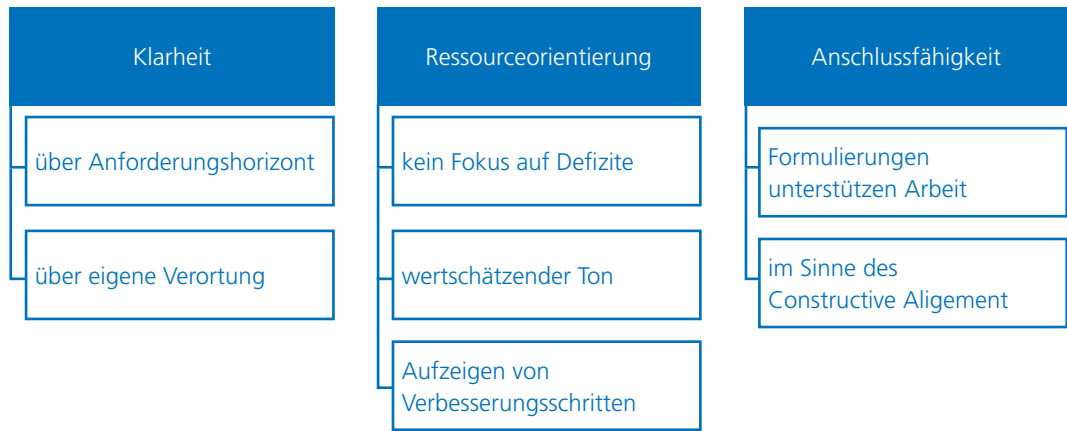 Klarheit
über Anforderungshorizont
über eigene Verortung
Ressourceorientierung
kein Fokus auf Defizite
wertschätzender Ton
Aufzeigen von
Verbesserungsschritten
Anschlussfähigkeit
Formulierungen
unterstützen Arbeit
im Sinne des
Constructive Aligement